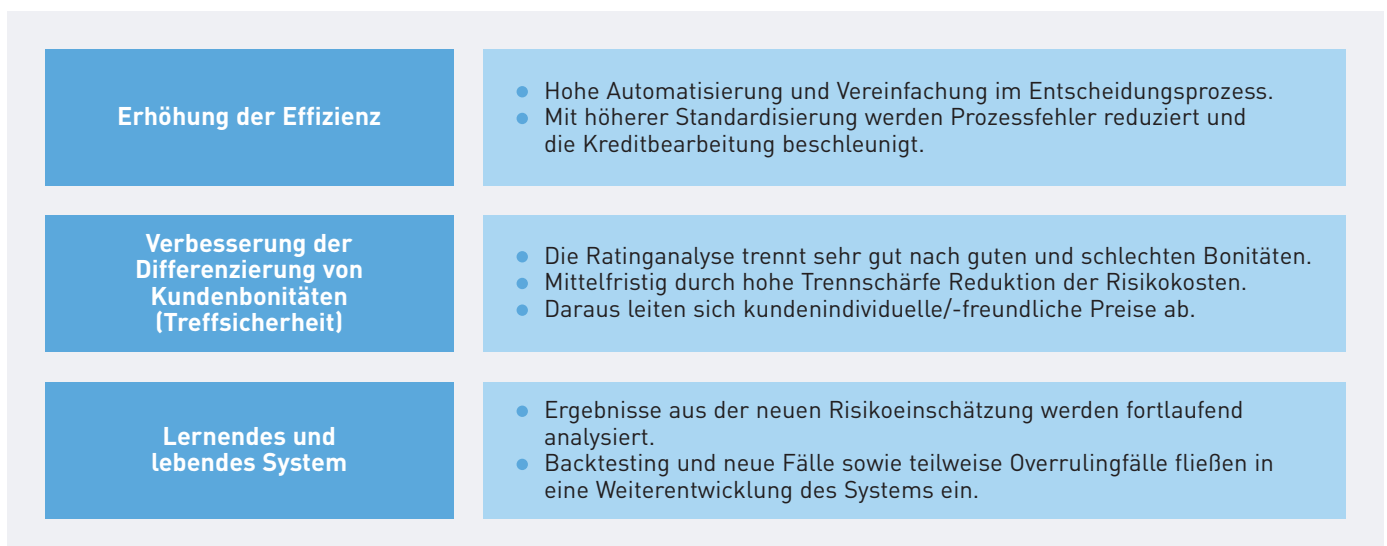 Erhöhung der Effizienz
Hohe Automatisierung und Vereinfachung im Entscheidungsprozess.
Mit höherer Standardisierung werden Prozessfehler reduziert und
die Kreditbearbeitung beschleunigt.
Verbesserung der
Differenzierung von
Kundenbonitäten
(Treffsicherheit)
Die Ratinganalyse trennt sehr gut nach guten und schlechten Bonitäten.
Mittelfristig durch hohe Trennschärfe Reduktion der Risikokosten.
Daraus leiten sich kundenindividuelle/-freundliche Preise ab.
Lernendes und
lebendes System
Ergebnisse aus der neuen Risikoeinschätzung werden fortlaufend
analysiert.
Backtesting und neue Fälle sowie teilweise Overrulingfälle fließen in
eine Weiterentwicklung des Systems ein.